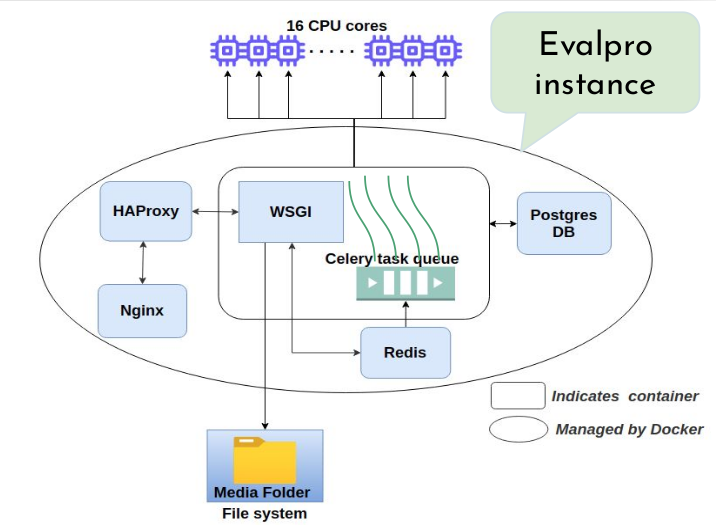 16 CPU cores
Evalpro
instance
HAProxy
WSGI
Postgres
DB
Celery task queue
Nginx
Redis
Indicates container
Managed by Docker
Media Folder
File system